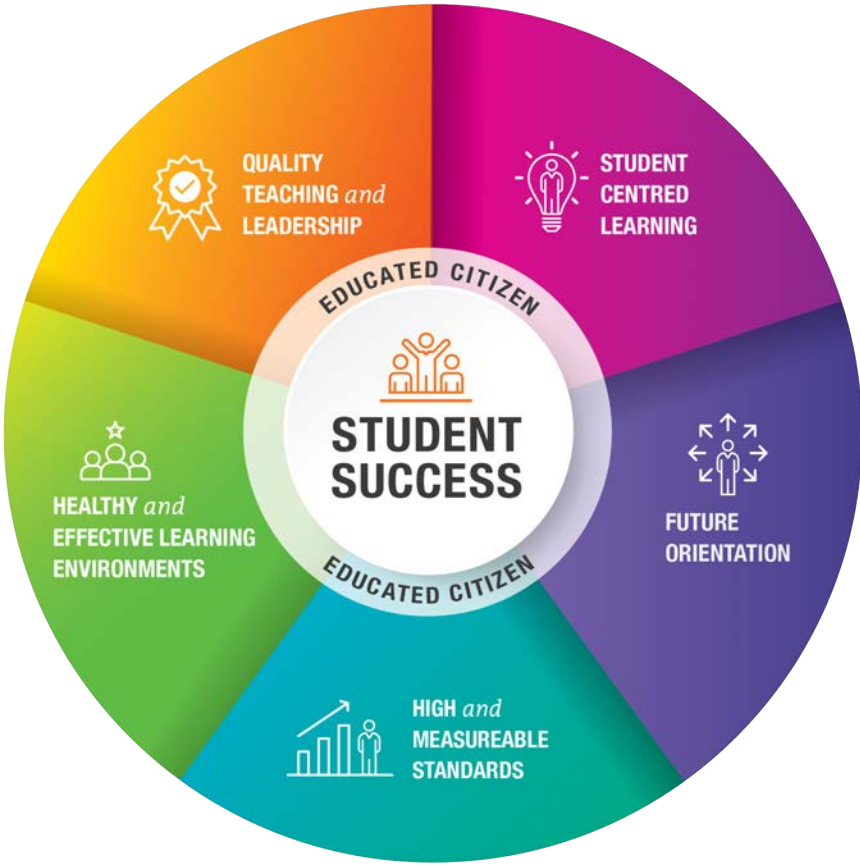 QUALITY
TEACHING and
LEADERSHIP
STUDENT
CENTRED
LEARNING
EDUCATED CITIZEN
STUDENT
SUCCESS
EDUCATED CITIZEN
HEALTHY and
EFFECTIVE LEARNING
ENVIRONMENTS
FUTURE
ORIENTATION
HIGH and
MEASUREABLE
STANDARDS